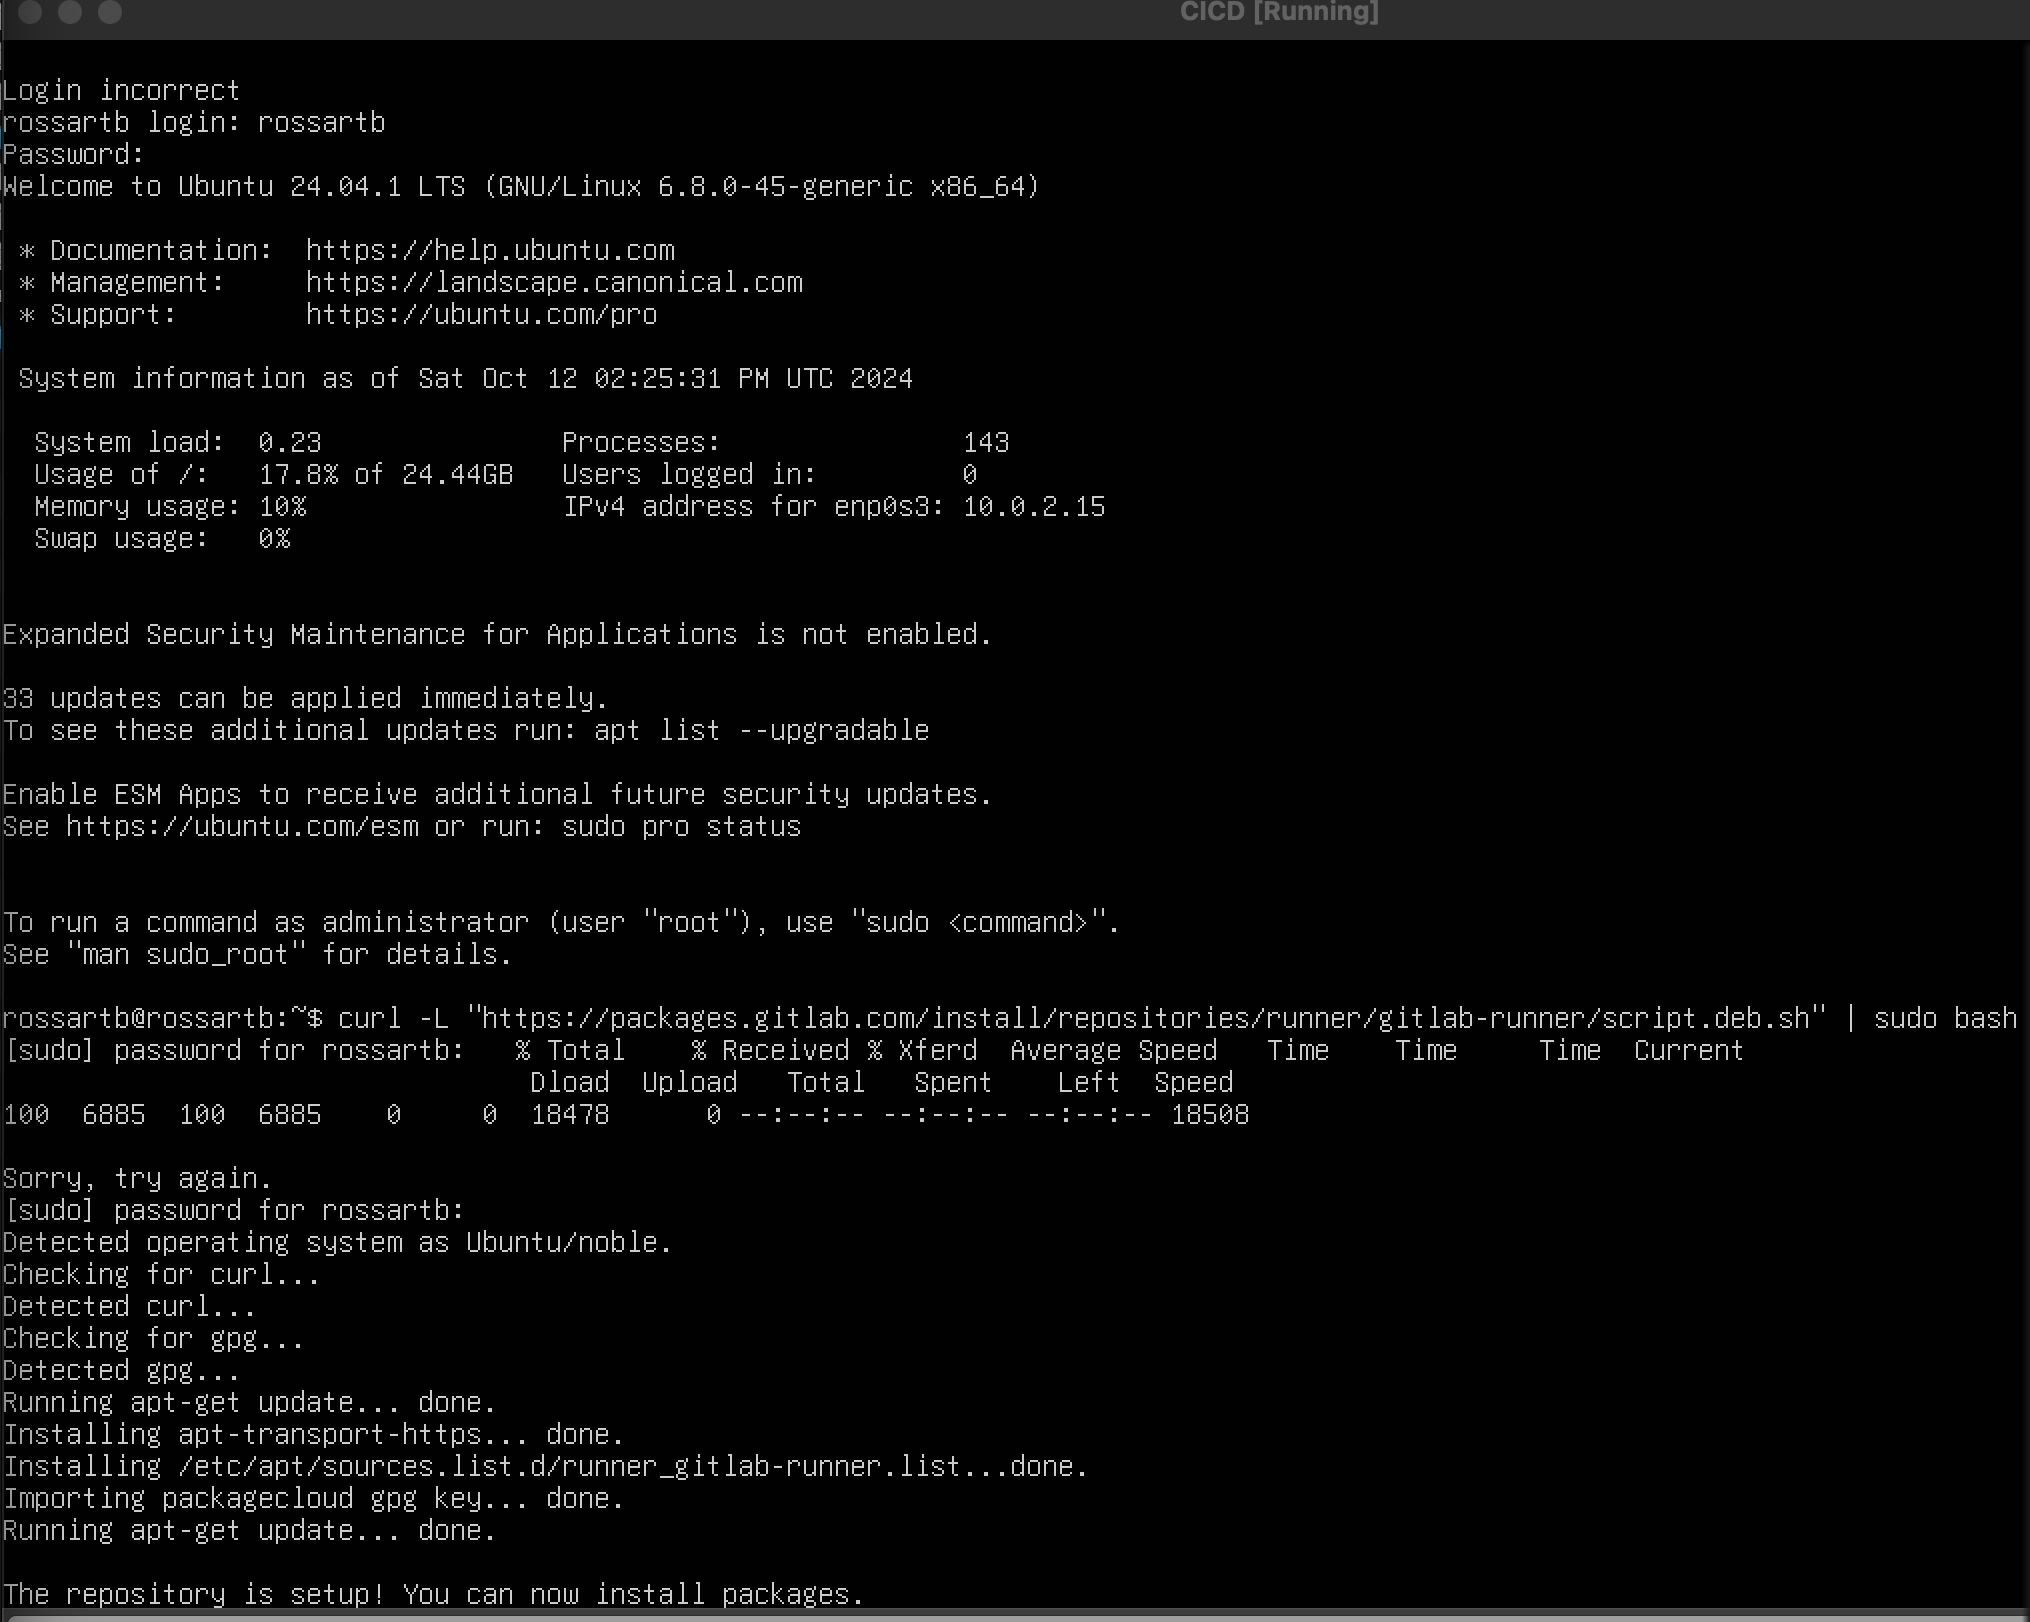 CICD [Running]
Login incorrect
rossartb login: rossartb
Password:
Welcome to Ubuntu 24.04.1 LTS (GNU/Linux 6.8.0-45-generic x86_64)
* Documentation:  https://help.ubuntu.com
* Management:     https://landscape.canonical.com
* Support:        https://ubuntu.com/pro
System information as of Sat Oct 12 02:25:31 PM UTC 2024
System load:  0.23               Processes:               143
Usage of /:   17.8% of 24.44GB   Users logged in:         0
Memory usage: 10%                IPv4 address for enp0s3: 10.0.2.15
Swap usage:   0%
Expanded Security Maintenance for Applications is not enabled.
33 updates can be applied immediately.
To see these additional updates run: apt list --upgradable
Enable ESM Apps to receive additional future security updates.
See https://ubuntu.com/esm or run: sudo pro status
To run a command as administrator (user "root"), use "sudo <command>".
See "man sudo_root" for details.
rossartb@rossartb:~$ curl -L "https://packages.gitlab.com/install/repositories/runner/gitlab-runner/script.deb.sh" | sudo bash
[sudo] password for rossartb:   % Total    % Received % Xferd  Average Speed   Time    Time     Time  Current
Dload  Upload   Total   Spent    Left  Speed
100  6885  100  6885    0     0  18478      0 --:--:-- --:--:-- --:--:-- 18508
Sorry, try again.
[sudo] password for rossartb:
Detected operating system as Ubuntu/noble.
Checking for curl...
Detected curl...
Checking for gpg...
Detected gpg...
Running apt-get update... done.
Installing apt-transport-https... done.
Installing /etc/apt/sources.list.d/runner_gitlab-runner.list...done.
Importing packagecloud gpg key... done.
Running apt-get update... done.
The repository is setup! You can now install packages.